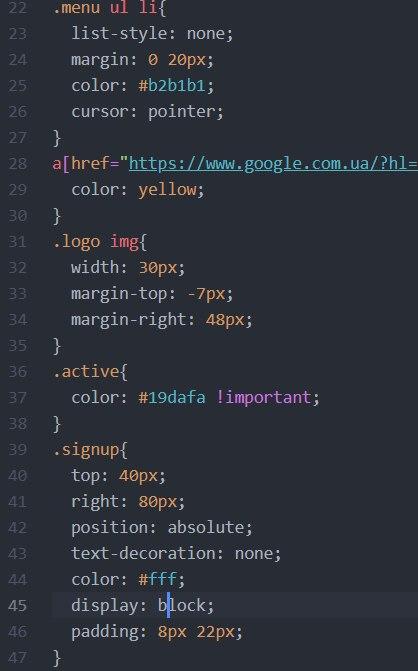 22 .menu ul li{
23 list-style: none;
24 margin: 0 20px;
25 color: #b2b1b1;
26 cursor: pointer;
27 }
28 a[href="https://www.google.com.ua/?hl=
29 color: yellow;
30 }
31 .logo img{
32 width: 30px;
33 margin-top: -7px;
34 margin-right: 48px;
35 }
36 .active{
37 color: #19dafa !important;
38 }
39 .signup{
40 top: 40px;
41 right: 80px;
42 position: absolute;
43 text-decoration: none;
44 color: #fff;
45 display: block;
46 padding: 8px 22px;
47 }